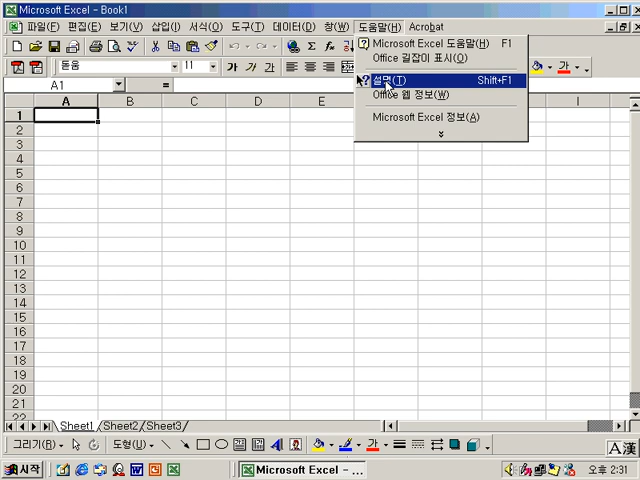 Microsoft Excel - Book1
파일(F) 편집(E) 보기(V) 삽입(I) 서식(O) 도구(T) 데이터(D) 창(W) 도움말(H) Acrobat
Microsoft Excel 도움말(H) F1
Office 길잡이 표시(O)
설명(T) Shift+F1
Office 웹 정보(W)
Microsoft Excel 정보(A)
돋움 11 가 가 가
A1 =
A B C D E I
1
2
3
4
5
6
7
8
9
10
11
12
13
14
15
16
17
18
19
20
21
22
Sheet1 Sheet2 Sheet3
그리기(R) 도형(U) 가
A漢
시작 Microsoft Excel - ... 오후 2:31